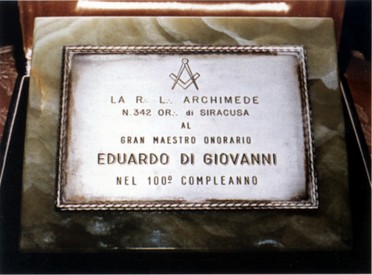 LA R∴ L∴ ARCHIMEDE
N.342 OR∴ di SIRACUSA
AL
GRAN MAESTRO ONORARIO
EDUARDO DI GIOVANNI
NEL 100º COMPLEANNO